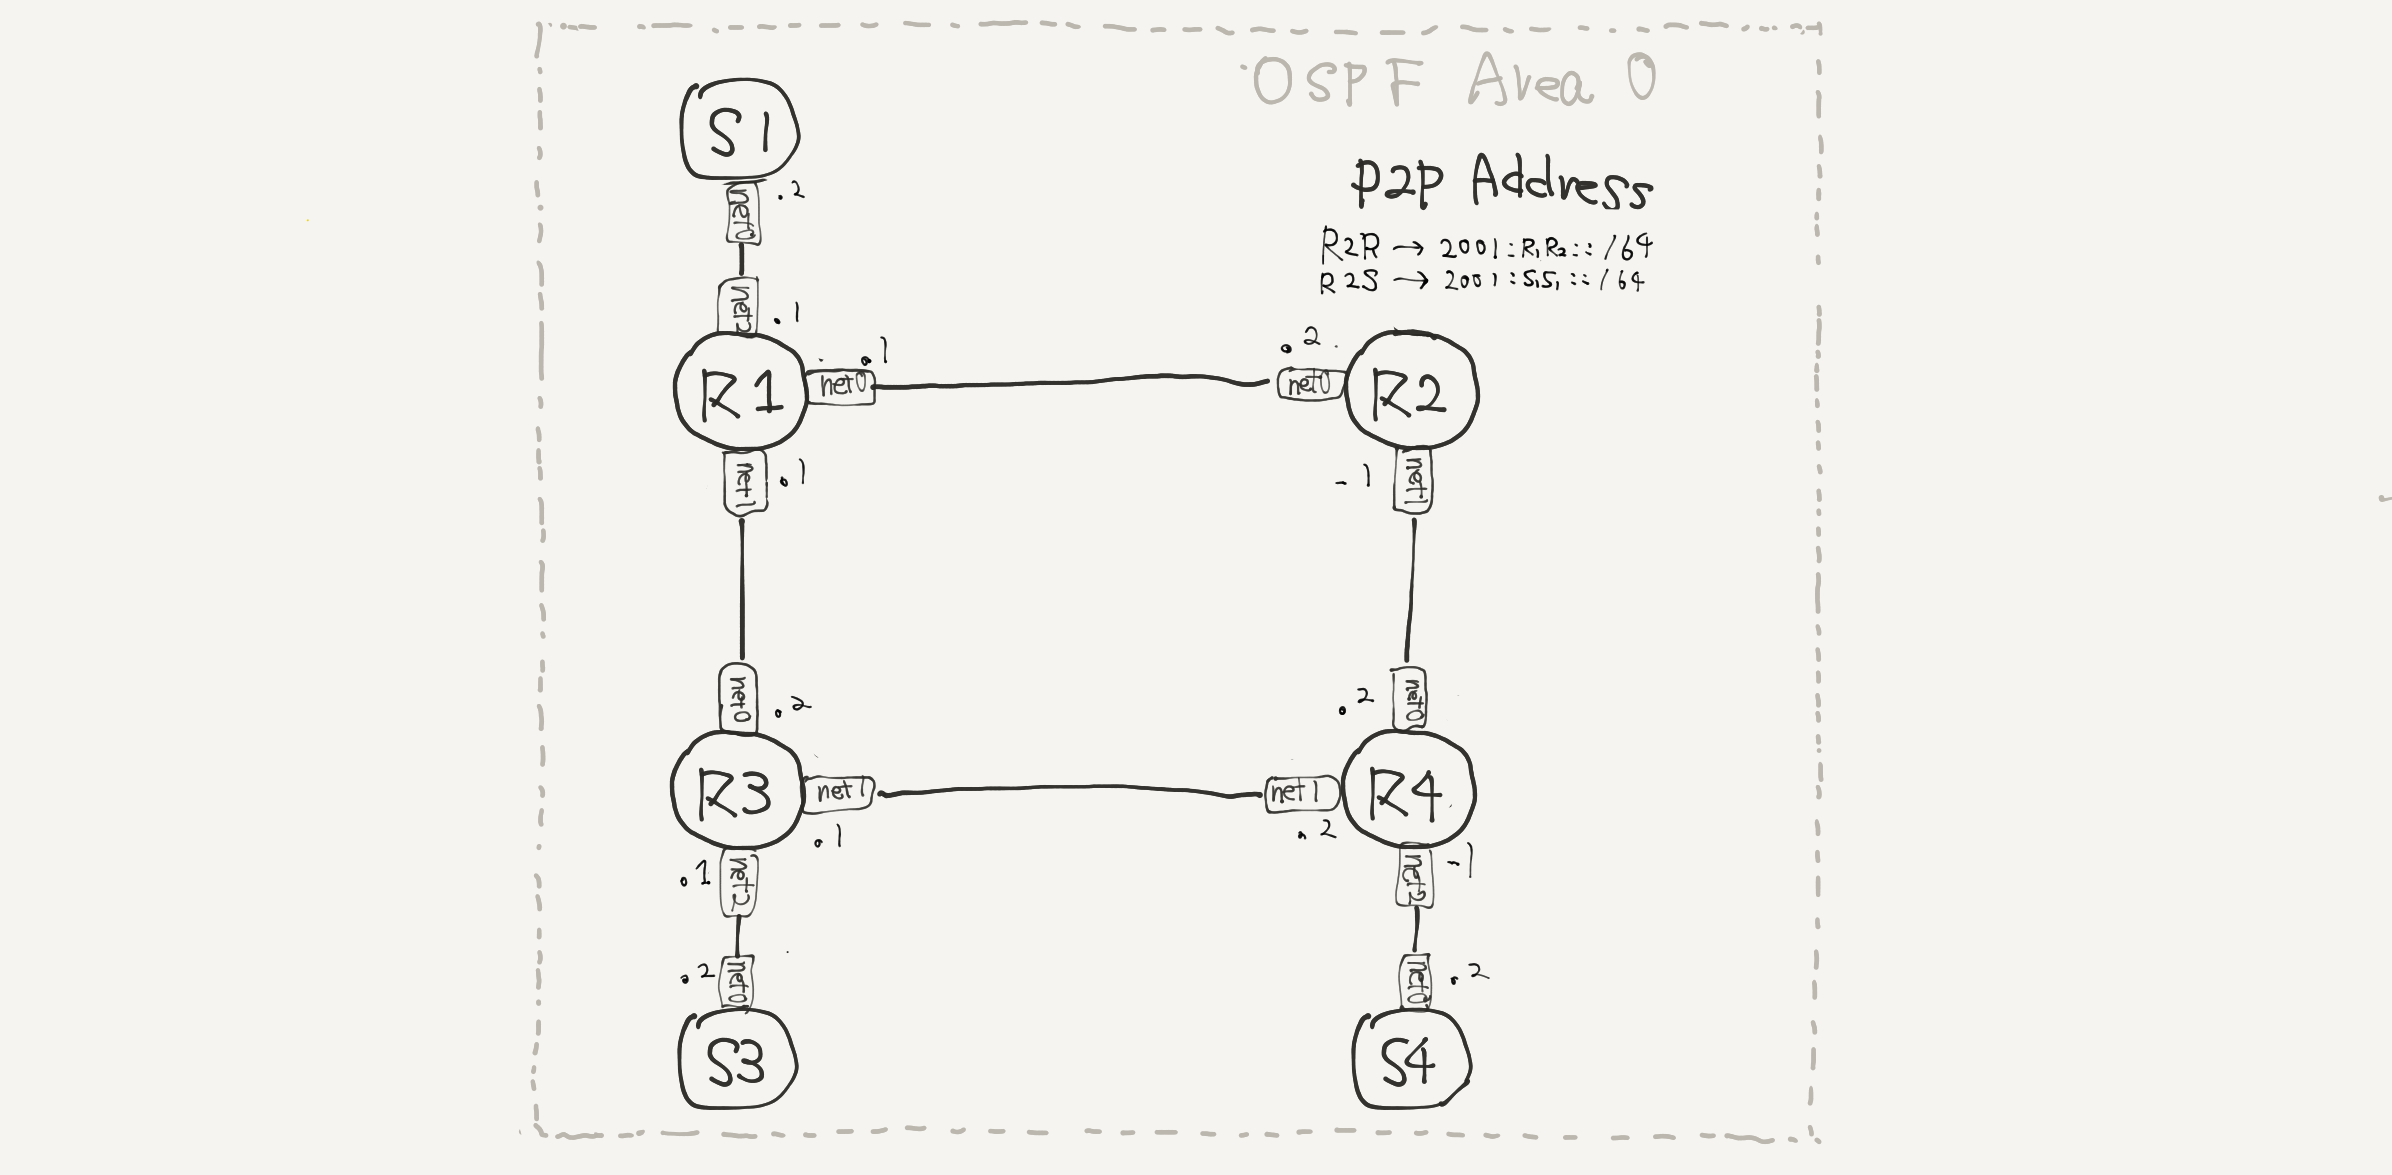 OSPF Area 0
S1
P2P Address
net0 .2
R2R → 2001::R1R2:::/64
R2S → 2001::S1S1:::/64
net2 .1
R1 net0 .1
.2 net0 R2
net1 .1
-1 net1
net0 .2
.2 net0
R3 net1 .1
net1 .2 R4
.1 net2
net2 -1
.2 net0
net0 .2
S3
S4